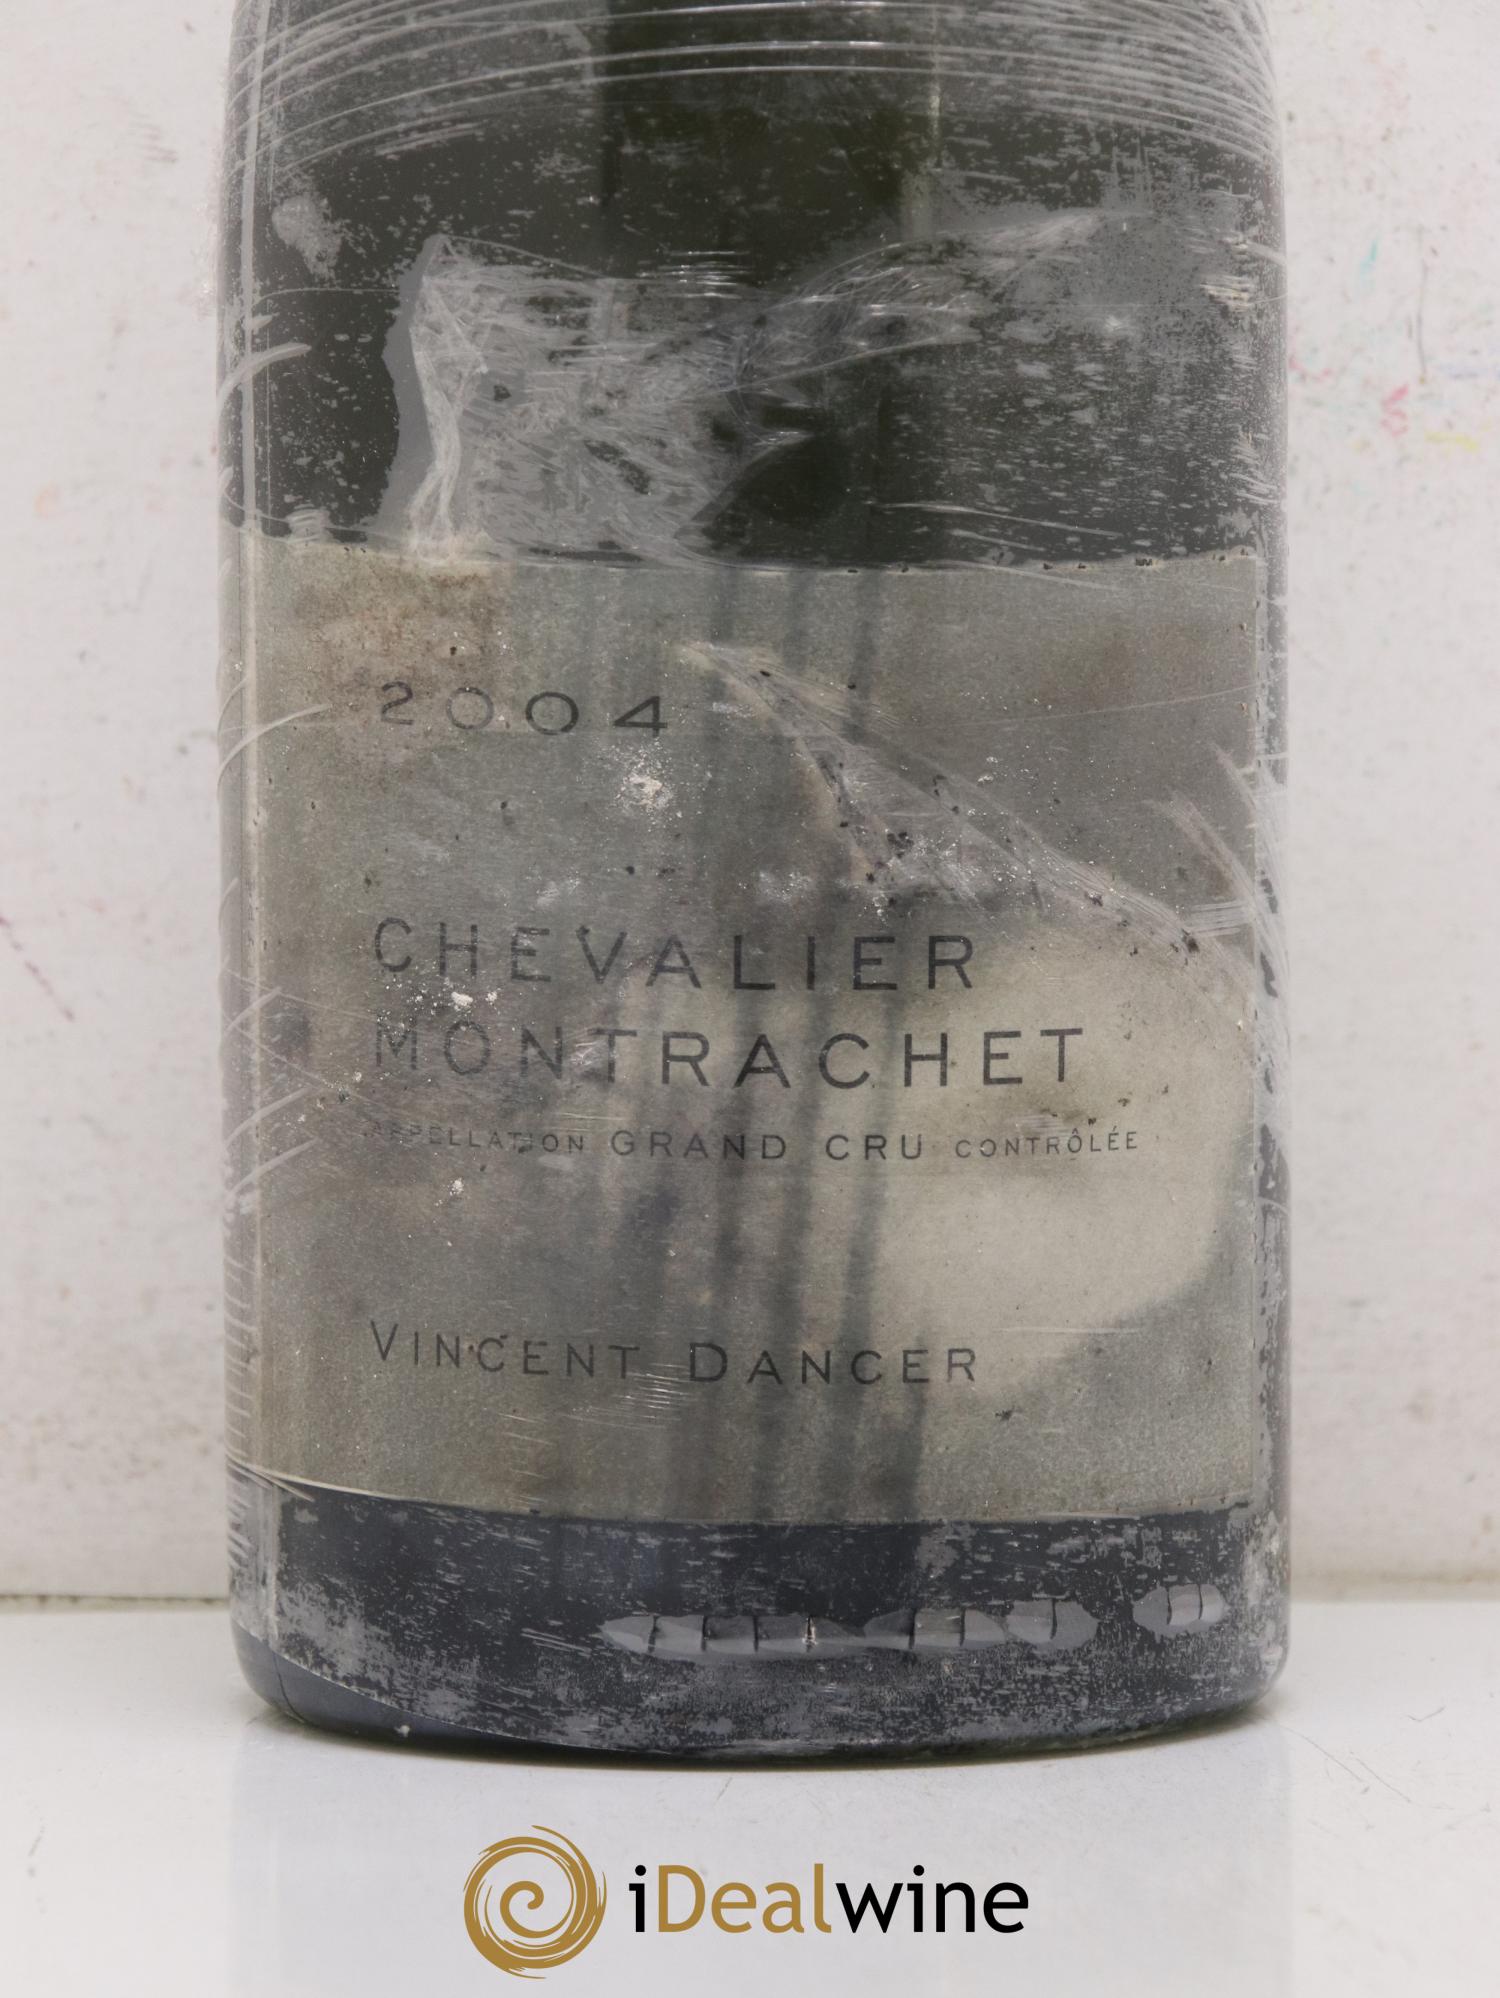 2004
CHEVALIER
MONTRACHET
APPELLATION GRAND CRU CONTRÔLÉE
VINCENT DANCER
iDealwine